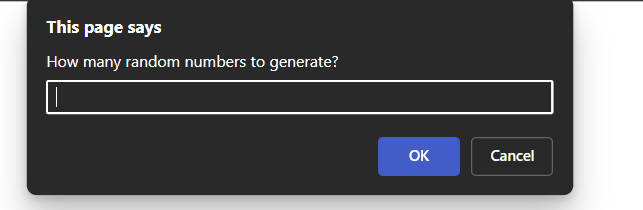 This page says
How many random numbers to generate?
OK Cancel